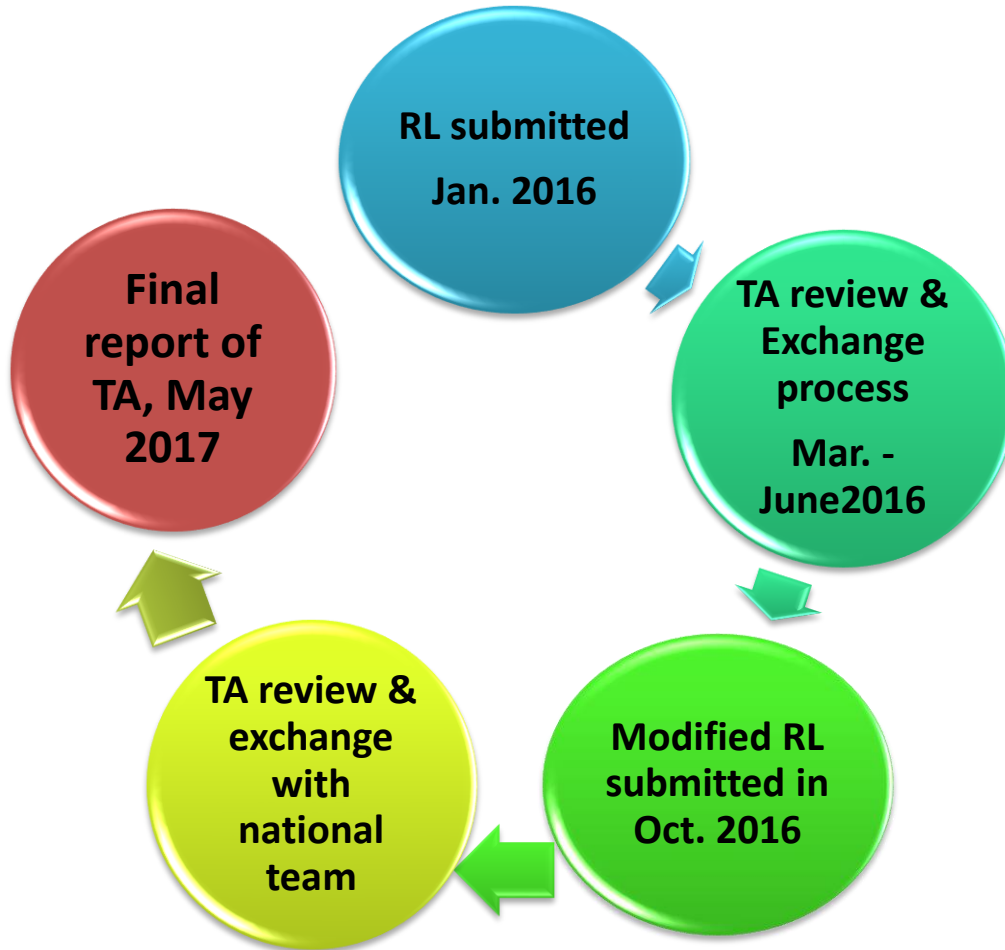 RL submitted
Jan. 2016
TA review &
Exchange
process
Mar. -
June2016
Modified RL
submitted in
Oct. 2016
TA review &
exchange
with
national
team
Final
report of
TA, May
2017